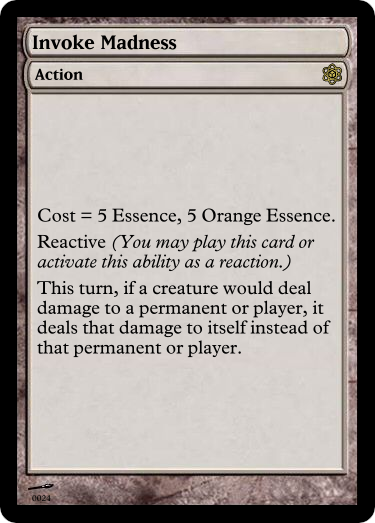 Invoke Madness
Action
Cost = 5 Essence, 5 Orange Essence.
Reactive (You may play this card or
activate this ability as a reaction.)
This turn, if a creature would deal
damage to a permanent or player, it
deals that damage to itself instead of
that permanent or player.
0024